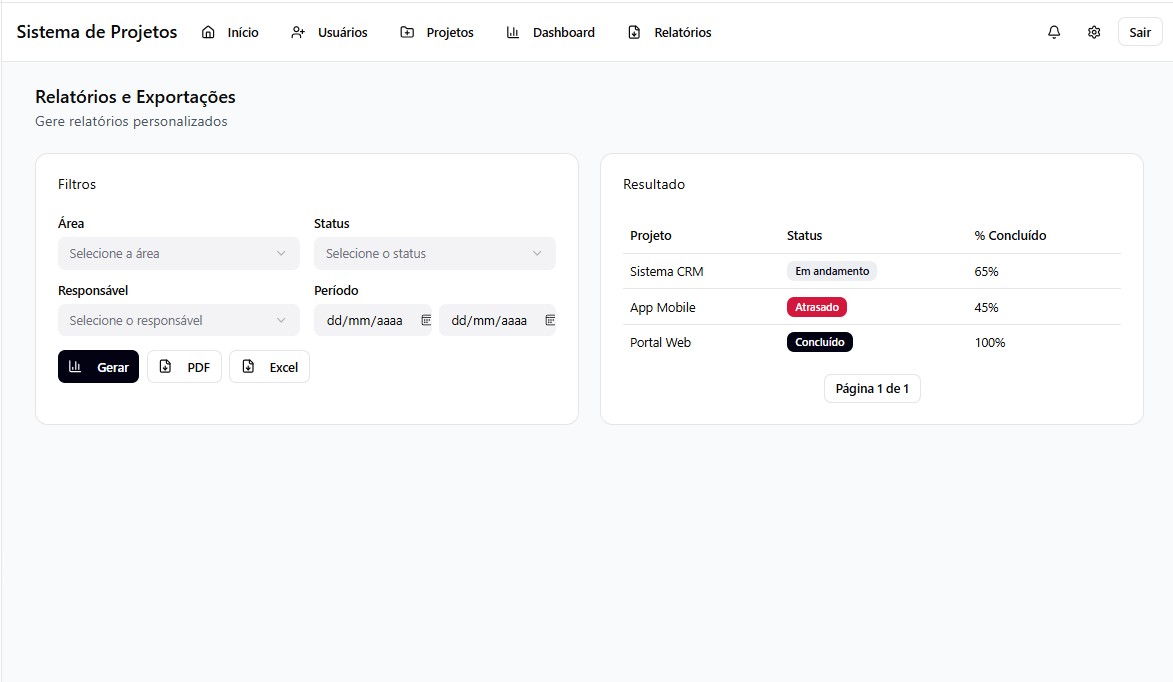 Sistema de Projetos Início Usuários Projetos Dashboard Relatórios Sair
Relatórios e Exportações
Gere relatórios personalizados
Filtros
Área Status
Selecione a área Selecione o status
Responsável Período
Selecione o responsável dd/mm/aaaa dd/mm/aaaa
Gerar PDF Excel
Resultado
Projeto Status % Concluído
Sistema CRM Em andamento 65%
App Mobile Atrasado 45%
Portal Web Concluído 100%
Página 1 de 1